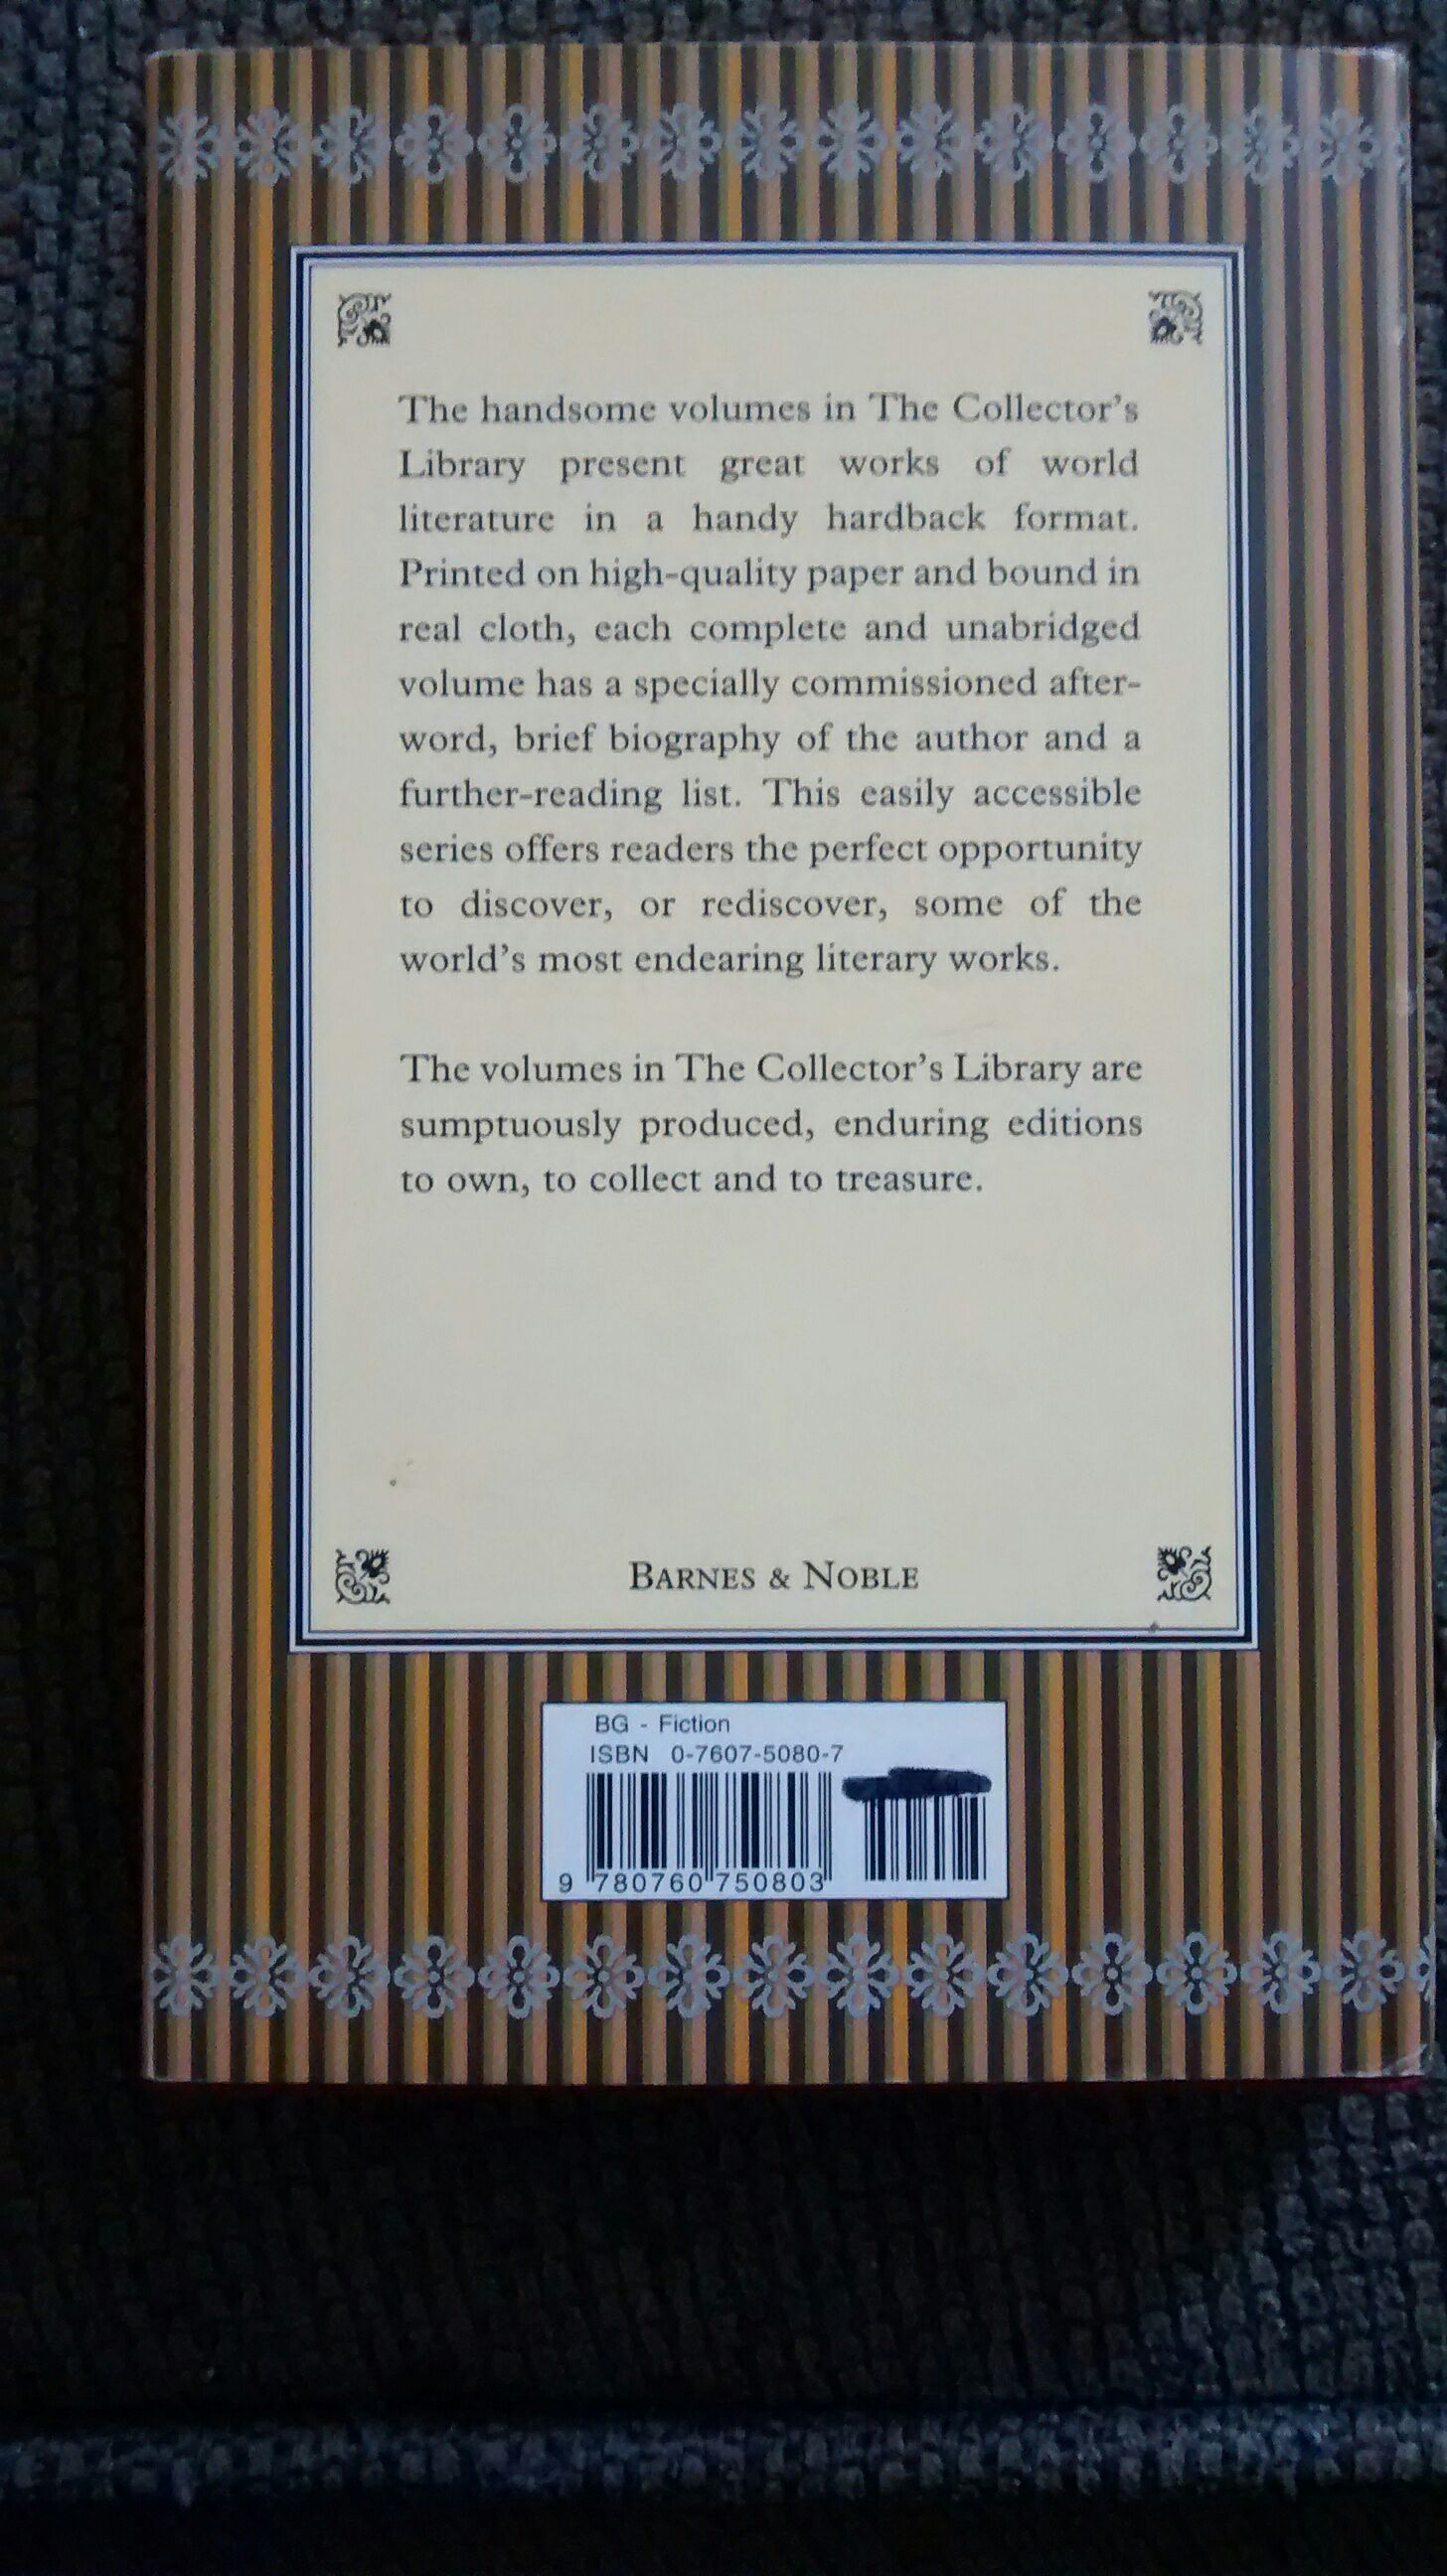 The handsome volumes in The Collector's
Library present great works of world
literature in a handy hardback format.
Printed on high-quality paper and bound in
real cloth, each complete and unabridged
volume has a specially commissioned after-
word, brief biography of the author and a
further-reading list. This easily accessible
series offers readers the perfect opportunity
to discover, or rediscover, some of the
world's most endearing literary works.
The volumes in The Collector's Library are
sumptuously produced, enduring editions
to own, to collect and to treasure.
BARNES & NOBLE
BG - Fiction
ISBN 0-7607-5080-7
9 780760 750803